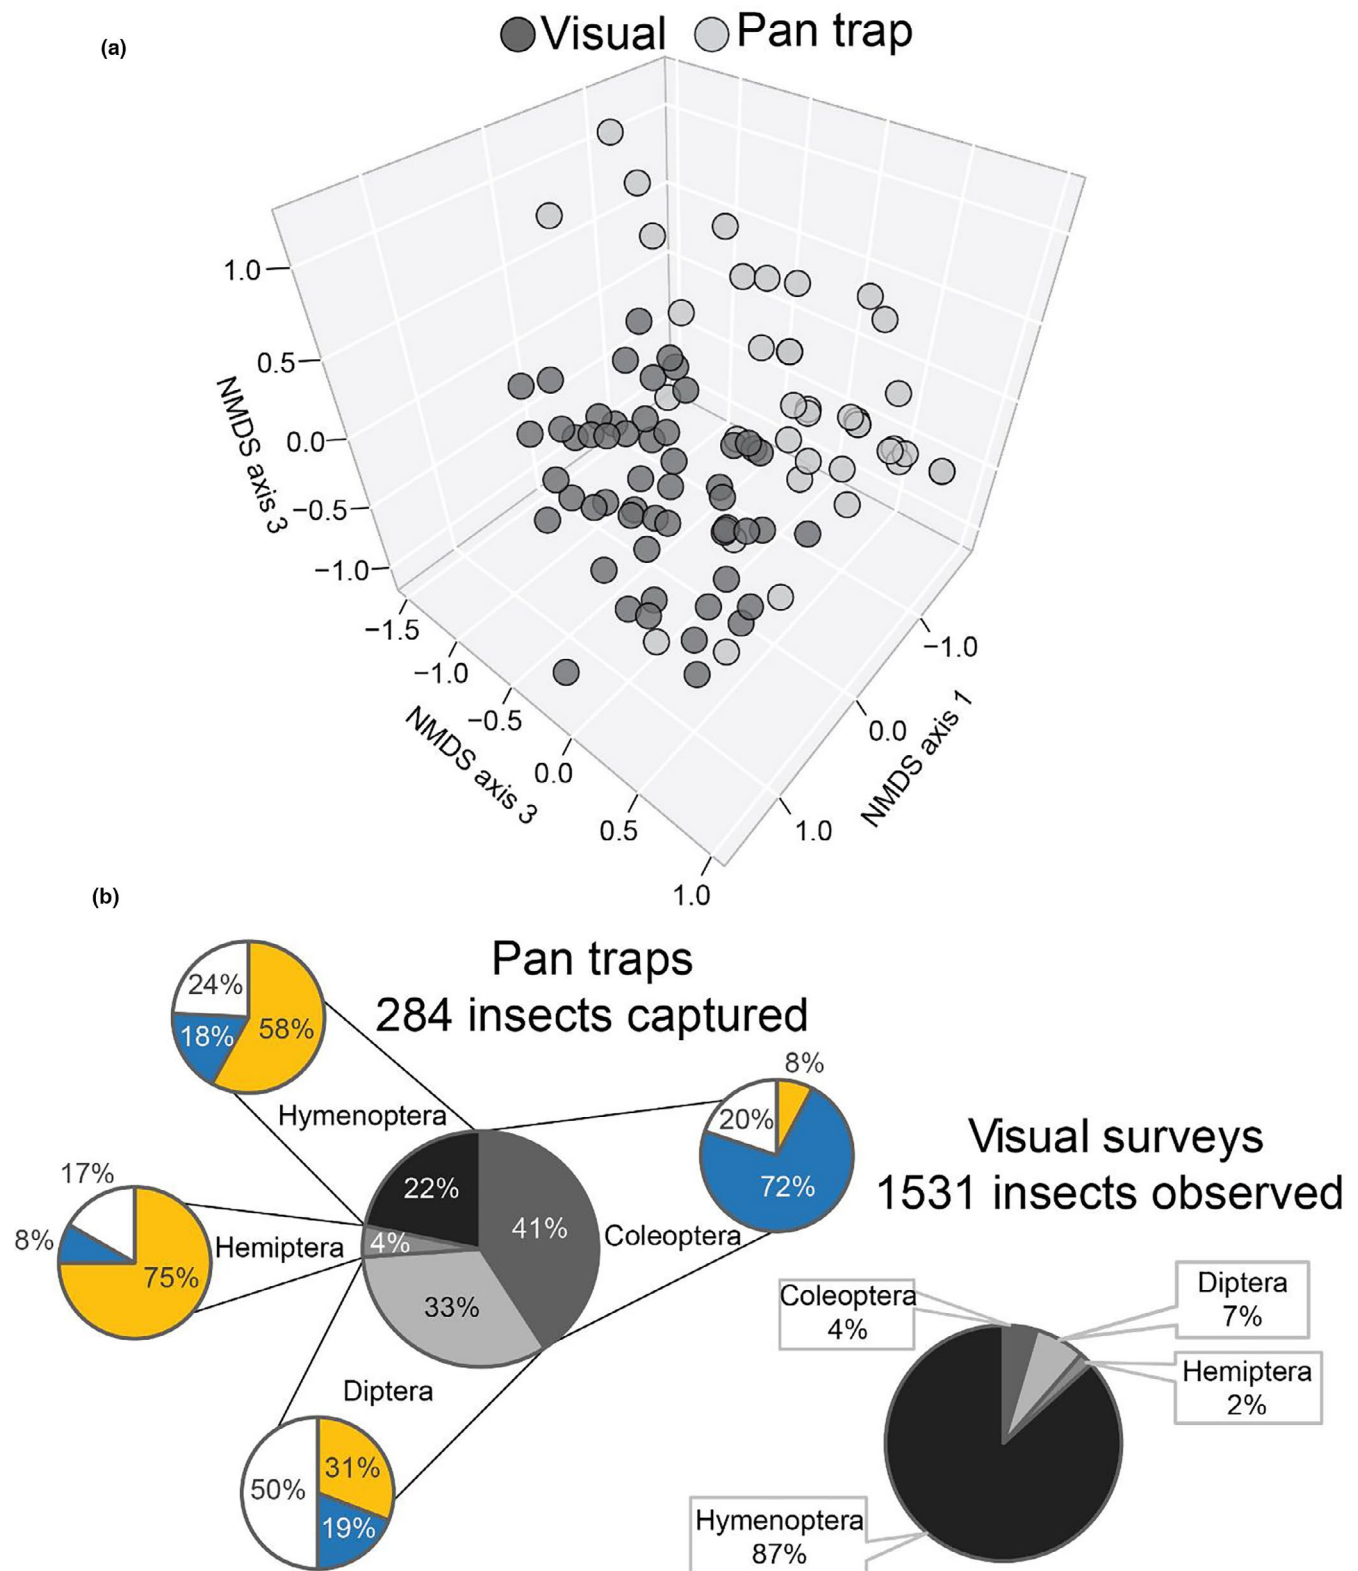 (a)
Visual Pan trap
1.0
0.5
0.0
−0.5
−1.0
NMDS axis 3
−1.5
−1.0
−0.5
0.0
0.5
1.0
NMDS axis 3
−1.0
0.0
1.0
NMDS axis 1
(b)
Pan traps
284 insects captured
24%
58%
18%
Hymenoptera
8%
20%
72%
Coleoptera
17%
8%
75%
Hemiptera
22%
41%
4%
33%
Diptera
31%
50%
19%
Visual surveys
1531 insects observed
Coleoptera
4%
Diptera
7%
Hemiptera
2%
Hymenoptera
87%